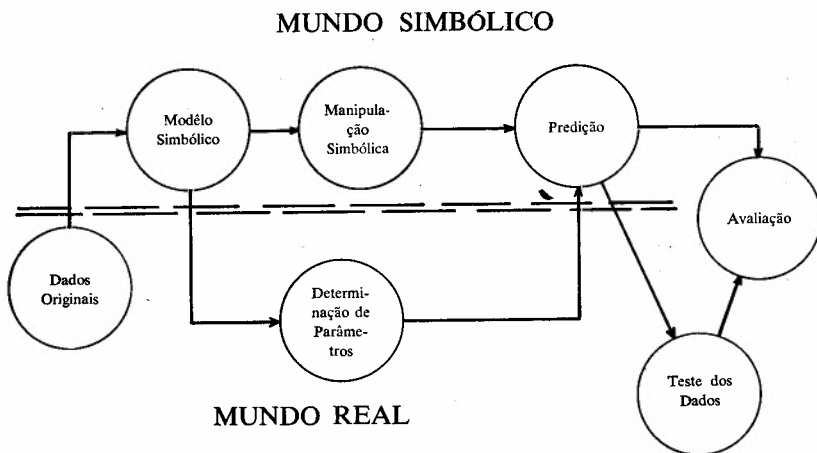 MUNDO SIMBÓLICO
Modêlo
Simbólico
Manipula-
ção
Simbólica
Predição
Avaliação
Dados
Originais
Determi-
nação de
Parâme-
tros
Teste dos
Dados
MUNDO REAL